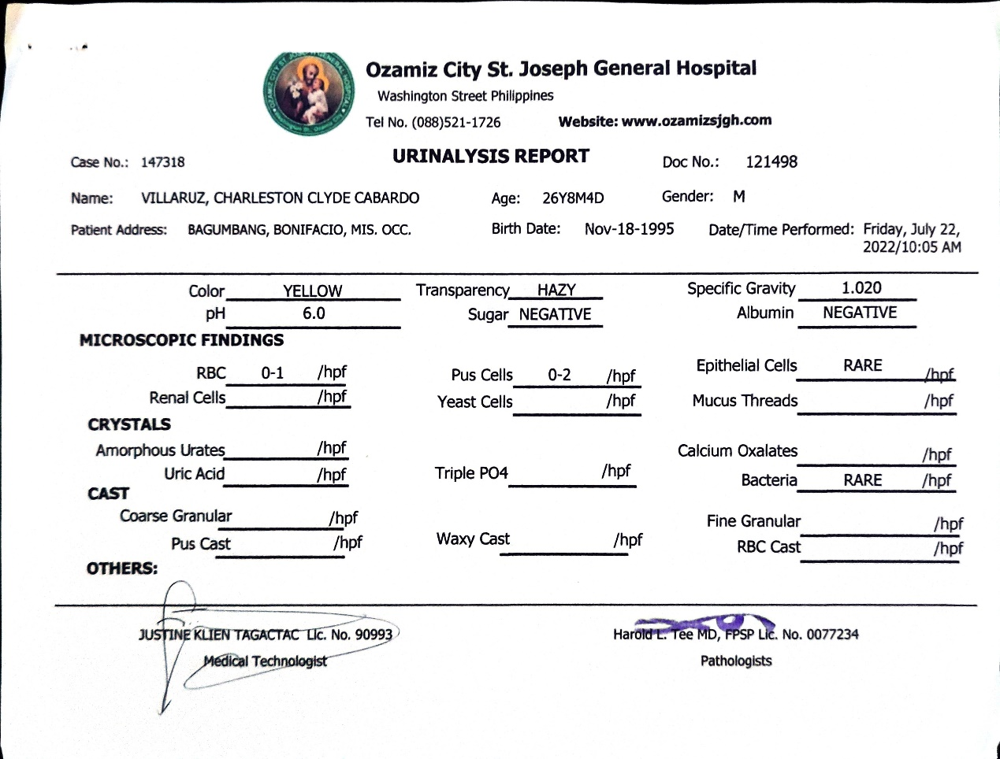 Ozamiz City St. Joseph General Hospital
Washington Street Philippines
Tel No. (088)521-1726 Website: www.ozamizsjgh.com
URINALYSIS REPORT
Case No.: 147318 Doc No.: 121498
Name: VILLARUZ, CHARLESTON CLYDE CABARDO Age: 26Y8M4D Gender: M
Patient Address: BAGUMBANG, BONIFACIO, MIS. OCC. Birth Date: Nov-18-1995 Date/Time Performed: Friday, July 22,
2022/10:05 AM
Color YELLOW Transparency HAZY Specific Gravity 1.020
pH 6.0 Sugar NEGATIVE Albumin NEGATIVE
MICROSCOPIC FINDINGS
RBC 0-1 /hpf Pus Cells 0-2 /hpf Epithelial Cells RARE /hpf
Renal Cells /hpf Yeast Cells /hpf Mucus Threads /hpf
CRYSTALS
Amorphous Urates /hpf Calcium Oxalates /hpf
Uric Acid /hpf Triple PO4 /hpf Bacteria RARE /hpf
CAST
Coarse Granular /hpf Fine Granular /hpf
Pus Cast /hpf Waxy Cast /hpf RBC Cast /hpf
OTHERS:
JUSTINE KLIEN TAGACTAC Lic. No. 90993 Harold L. Tee MD, FPSP Lic. No. 0077234
Medical Technologist Pathologists